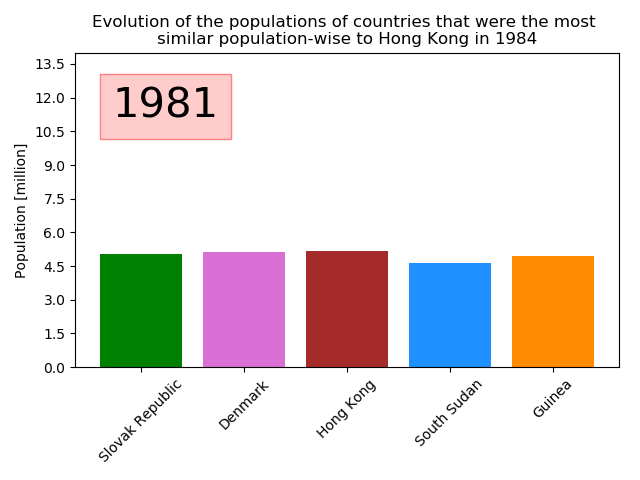 Evolution of the populations of countries that were the most
similar population-wise to Hong Kong in 1984
1981
Population [million]
13.5
12.0
10.5
9.0
7.5
6.0
4.5
3.0
1.5
0.0
Slovak Republic
Denmark
Hong Kong
South Sudan
Guinea